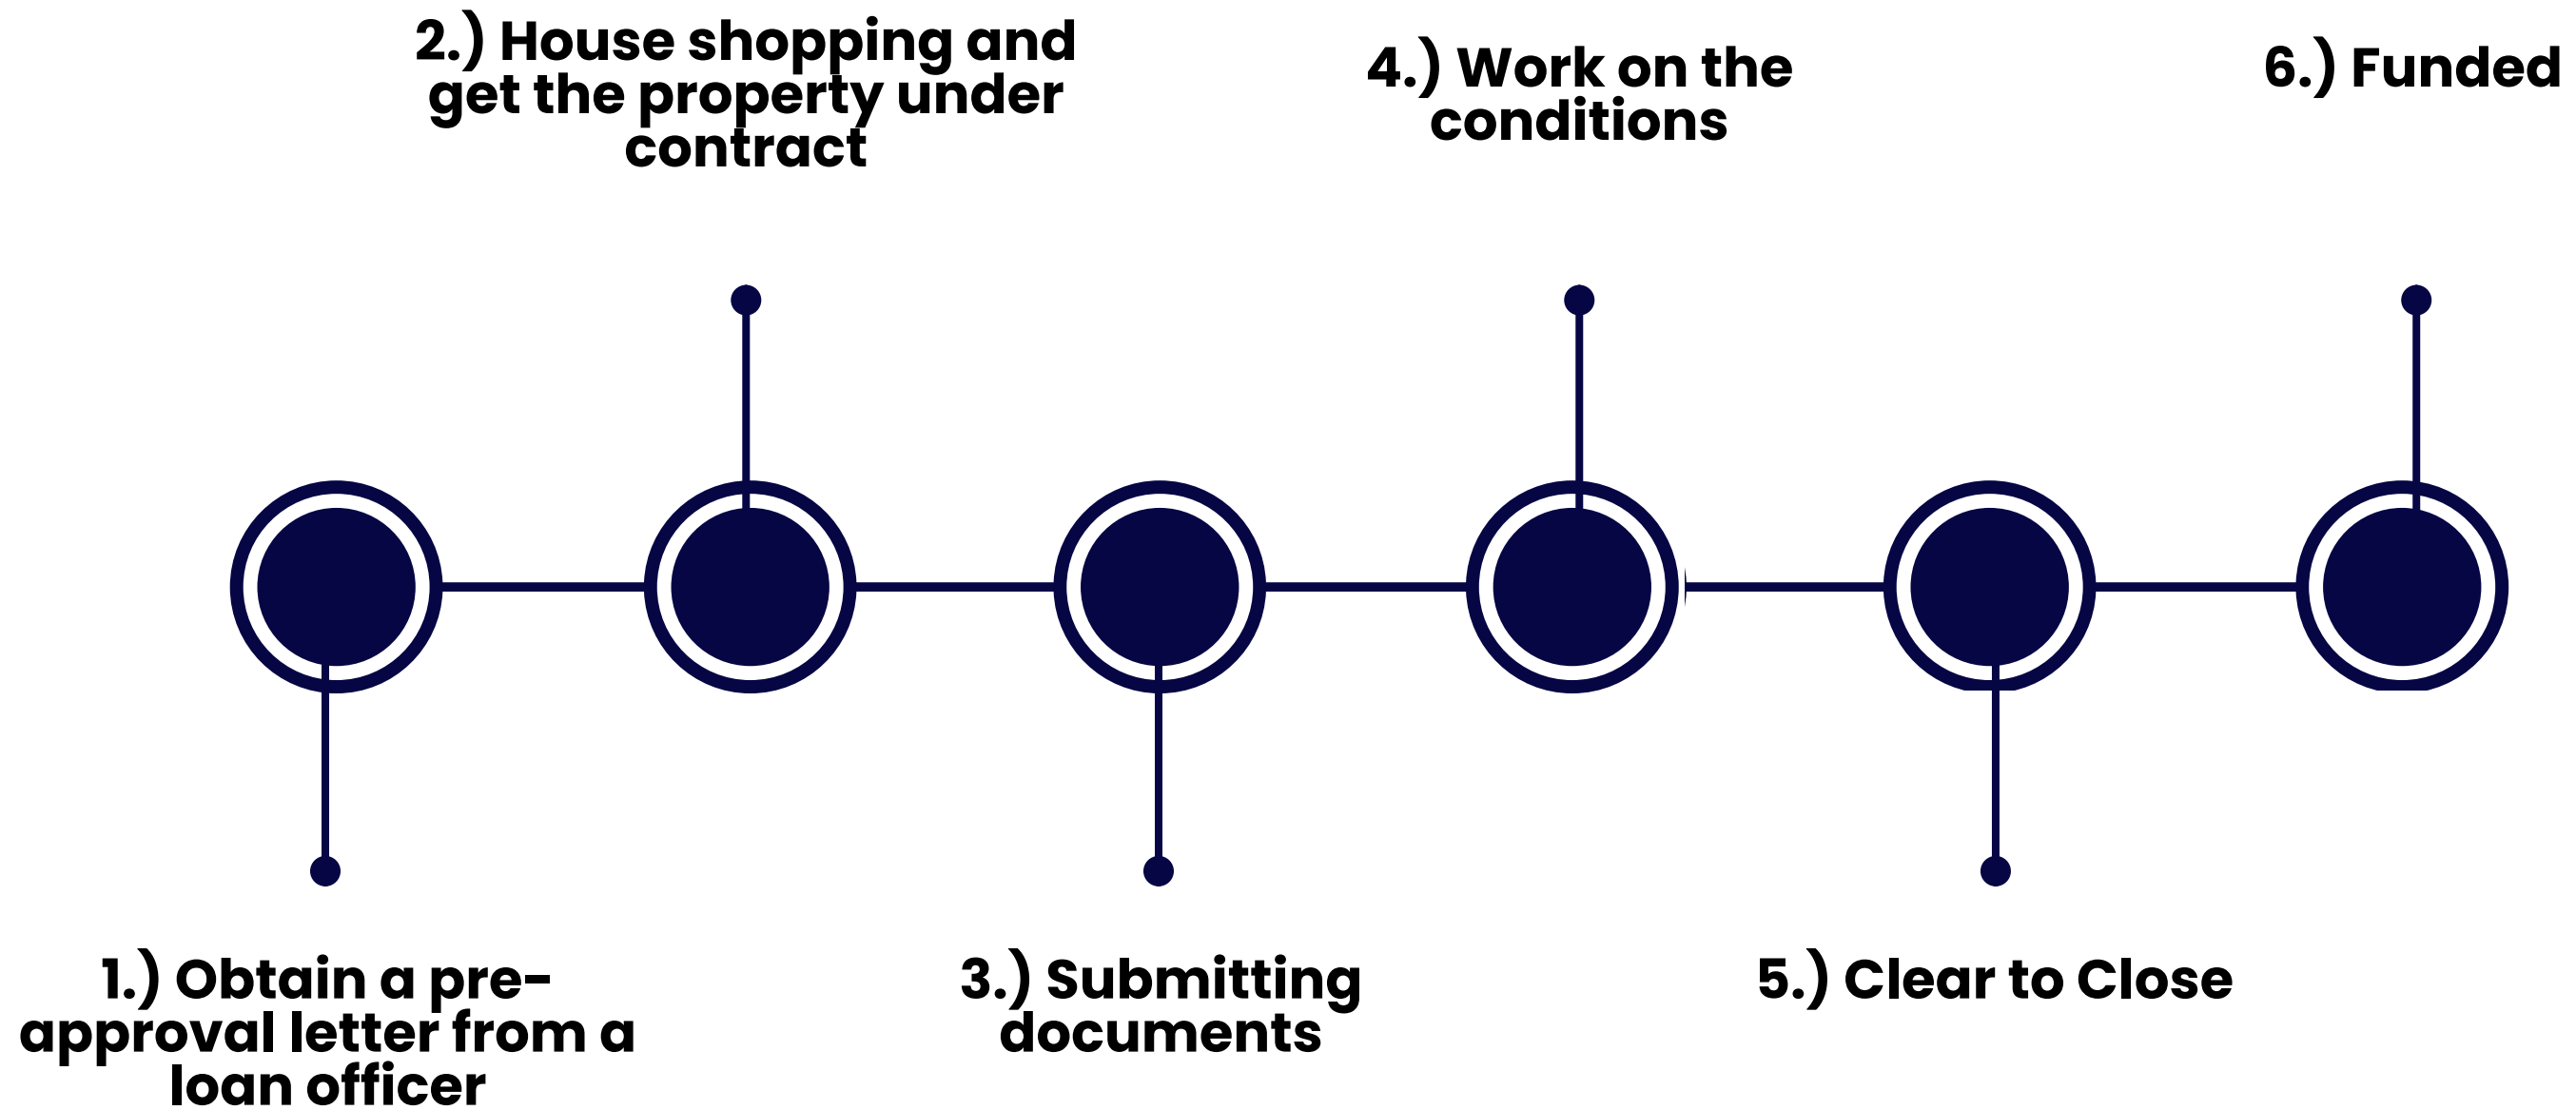 2.) House shopping and
get the property under
contract
4.) Work on the
conditions
6.) Funded
1.) Obtain a pre-
approval letter from a
loan officer
3.) Submitting
documents
5.) Clear to Close